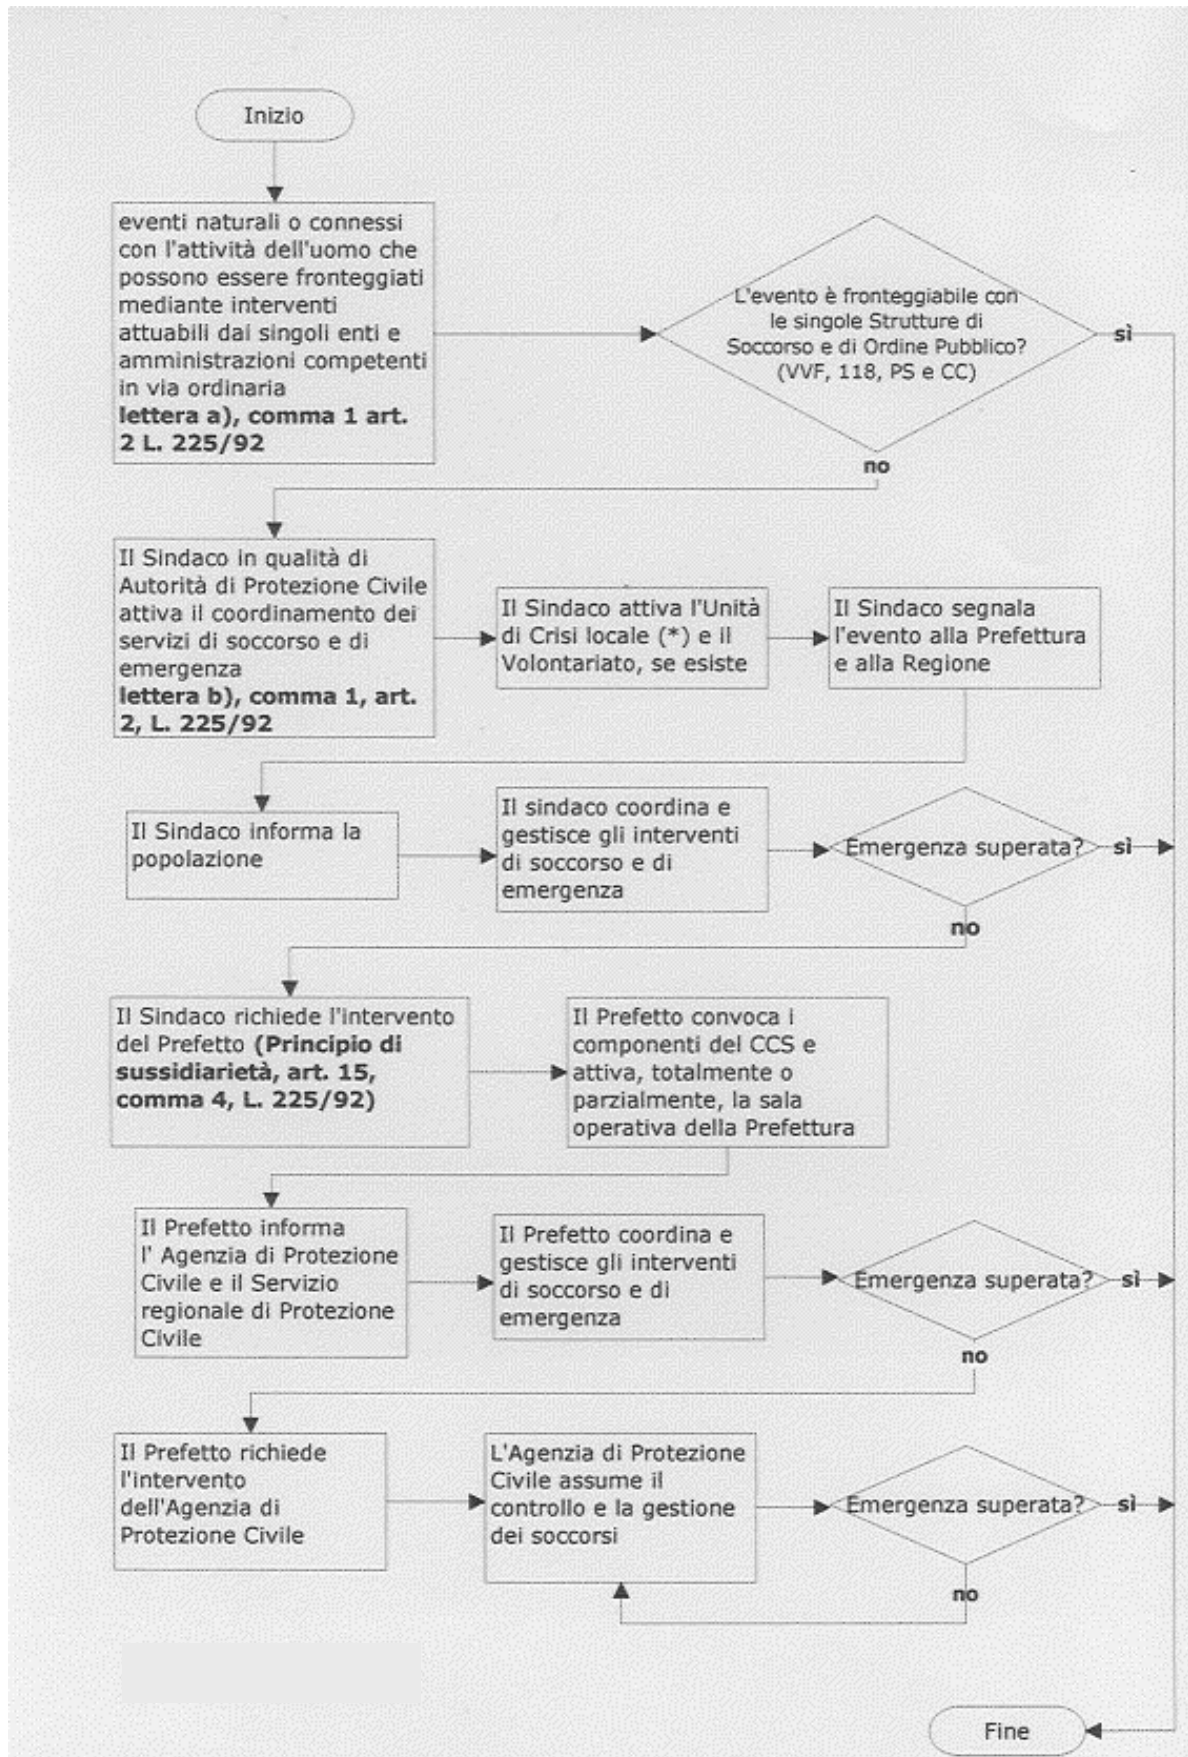 Inizio
eventi naturali o connessi
con l'attività dell'uomo che
possono essere fronteggiati
mediante interventi
attuabili dai singoli enti e
amministrazioni competenti
in via ordinaria
lettera a), comma 1 art.
2 L. 225/92
L'evento è fronteggiabile con
le singole Strutture di
Soccorso e di Ordine Pubblico?
(VVF, 118, PS e CC)
sì
no
Il Sindaco in qualità di
Autorità di Protezione Civile
attiva il coordinamento dei
servizi di soccorso e di
emergenza
lettera b), comma 1, art.
2, L. 225/92
Il Sindaco attiva l'Unità
di Crisi locale (*) e il
Volontariato, se esiste
Il Sindaco segnala
l'evento alla Prefettura
e alla Regione
Il Sindaco informa la
popolazione
Il sindaco coordina e
gestisce gli interventi
di soccorso e di
emergenza
Emergenza superata?
sì
no
Il Sindaco richiede l'intervento
del Prefetto (Principio di
sussidiarietà, art. 15,
comma 4, L. 225/92)
Il Prefetto convoca i
componenti del CCS e
attiva, totalmente o
parzialmente, la sala
operativa della Prefettura
Il Prefetto informa
l' Agenzia di Protezione
Civile e il Servizio
regionale di Protezione
Civile
Il Prefetto coordina e
gestisce gli interventi
di soccorso e di
emergenza
Emergenza superata?
sì
no
Il Prefetto richiede
l'intervento
dell'Agenzia di
Protezione Civile
L'Agenzia di Protezione
Civile assume il
controllo e la gestione
dei soccorsi
Emergenza superata?
sì
no
Fine